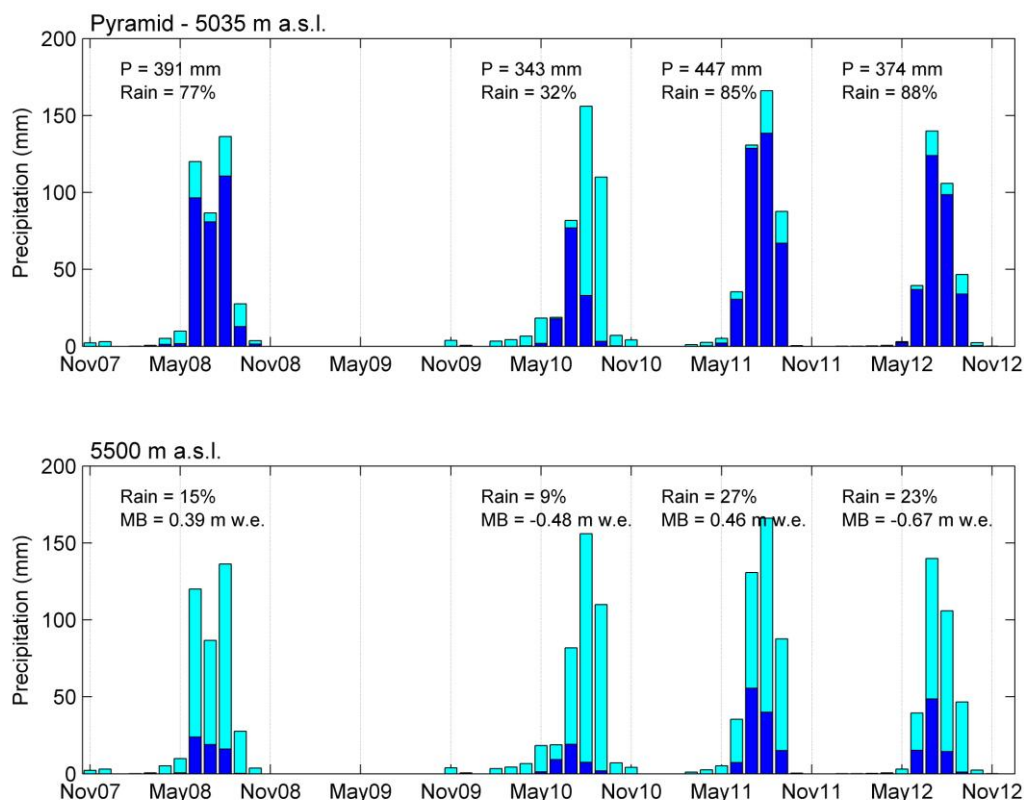 Pyramid - 5035 m a.s.l.
200
P = 391 mm
P = 343 mm
P = 447 mm
P = 374 mm
Rain = 77%
Rain = 32%
Rain = 85%
Rain = 88%
150
Precipitation (mm)
100
50
0
Nov07 May08 Nov08 May09 Nov09 May10 Nov10 May11 Nov11 May12 Nov12
5500 m a.s.l.
200
Rain = 15%
Rain = 9%
Rain = 27%
Rain = 23%
MB = 0.39 m w.e.
MB = -0.48 m w.e.
MB = 0.46 m w.e.
MB = -0.67 m w.e.
150
Precipitation (mm)
100
50
0
Nov07 May08 Nov08 May09 Nov09 May10 Nov10 May11 Nov11 May12 Nov12